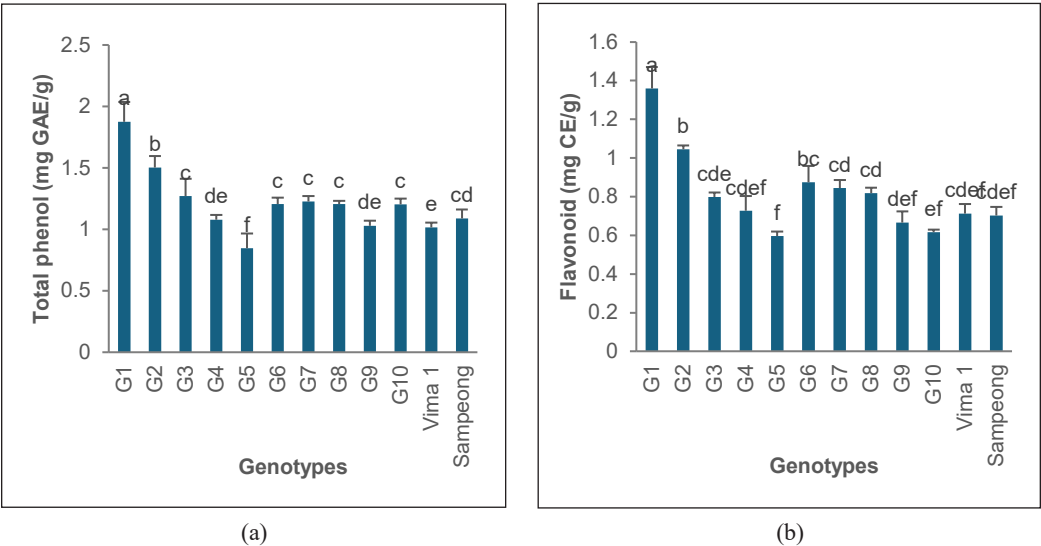 2.5
2
1.5
1
0.5
0
Total phenol (mg GAE/g)
a
b
c
de
f
c
c
c
de
c
e
cd
G1
G2
G3
G4
G5
G6
G7
G8
G9
G10
Vima 1
Sampeong
Genotypes
(a)
1.6
1.4
1.2
1
0.8
0.6
0.4
0.2
0
Flavonoid (mg CE/g)
a
b
cde
cdef
f
bc
cd
cd
def
ef
cdef
cdef
G1
G2
G3
G4
G5
G6
G7
G8
G9
G10
Vima 1
Sampeong
Genotypes
(b)